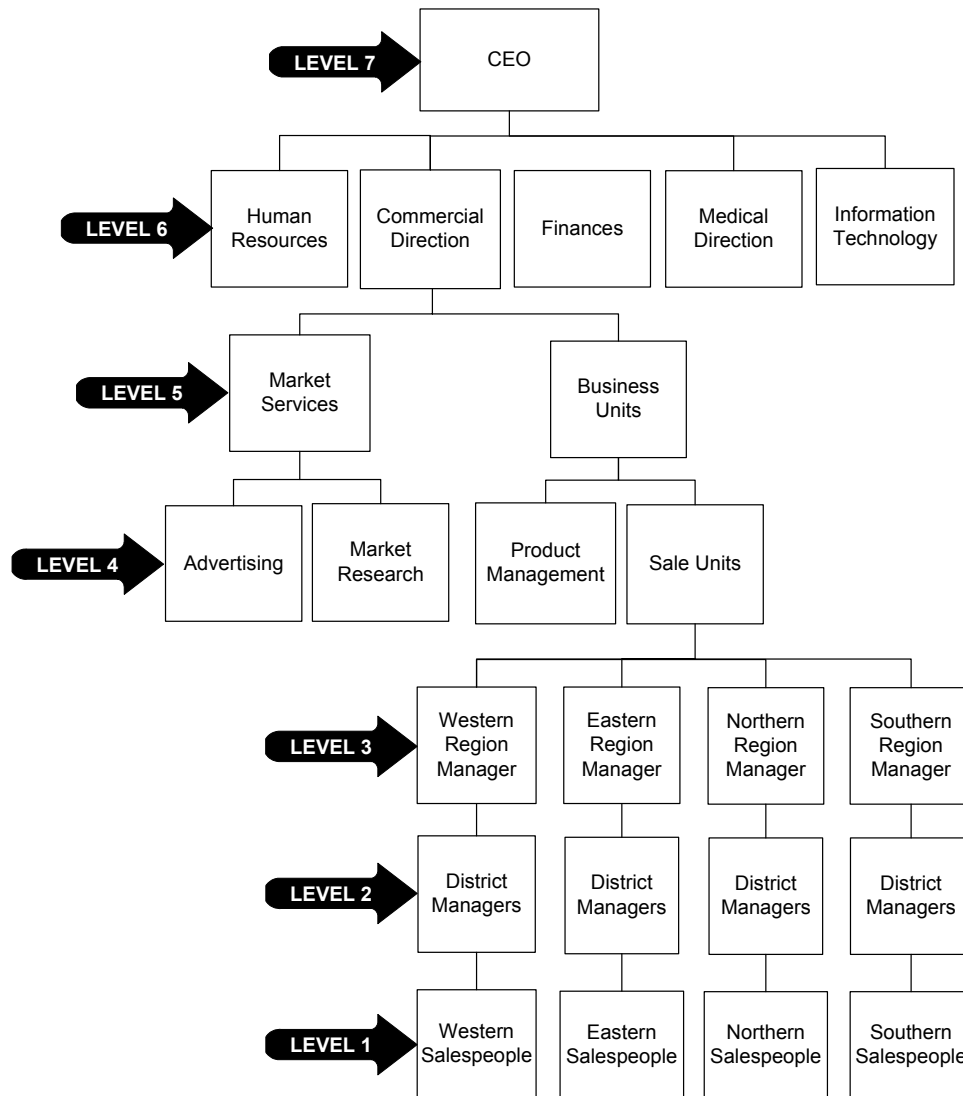 LEVEL 7
CEO
LEVEL 6
Human
Resources
Commercial
Direction
Finances
Medical
Direction
Information
Technology
LEVEL 5
Market
Services
Business
Units
LEVEL 4
Advertising
Market
Research
Product
Management
Sale Units
LEVEL 3
Western
Region
Manager
Eastern
Region
Manager
Northern
Region
Manager
Southern
Region
Manager
LEVEL 2
District
Managers
District
Managers
District
Managers
District
Managers
LEVEL 1
Western
Salespeople
Eastern
Salespeople
Northern
Salespeople
Southern
Salespeople